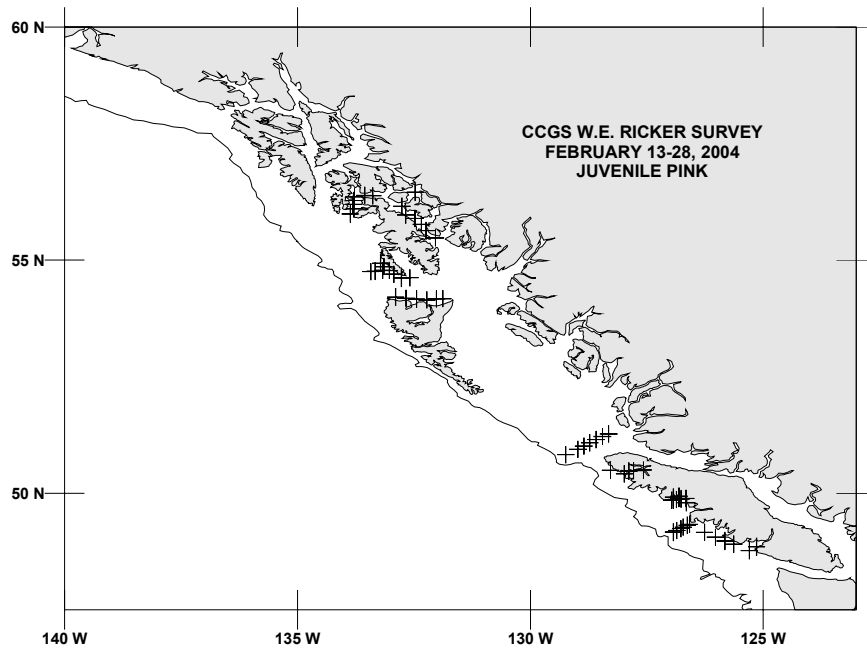 60 N
CCGS W.E. RICKER SURVEY
FEBRUARY 13-28, 2004
JUVENILE PINK
55 N
50 N
140 W
135 W
130 W
125 W